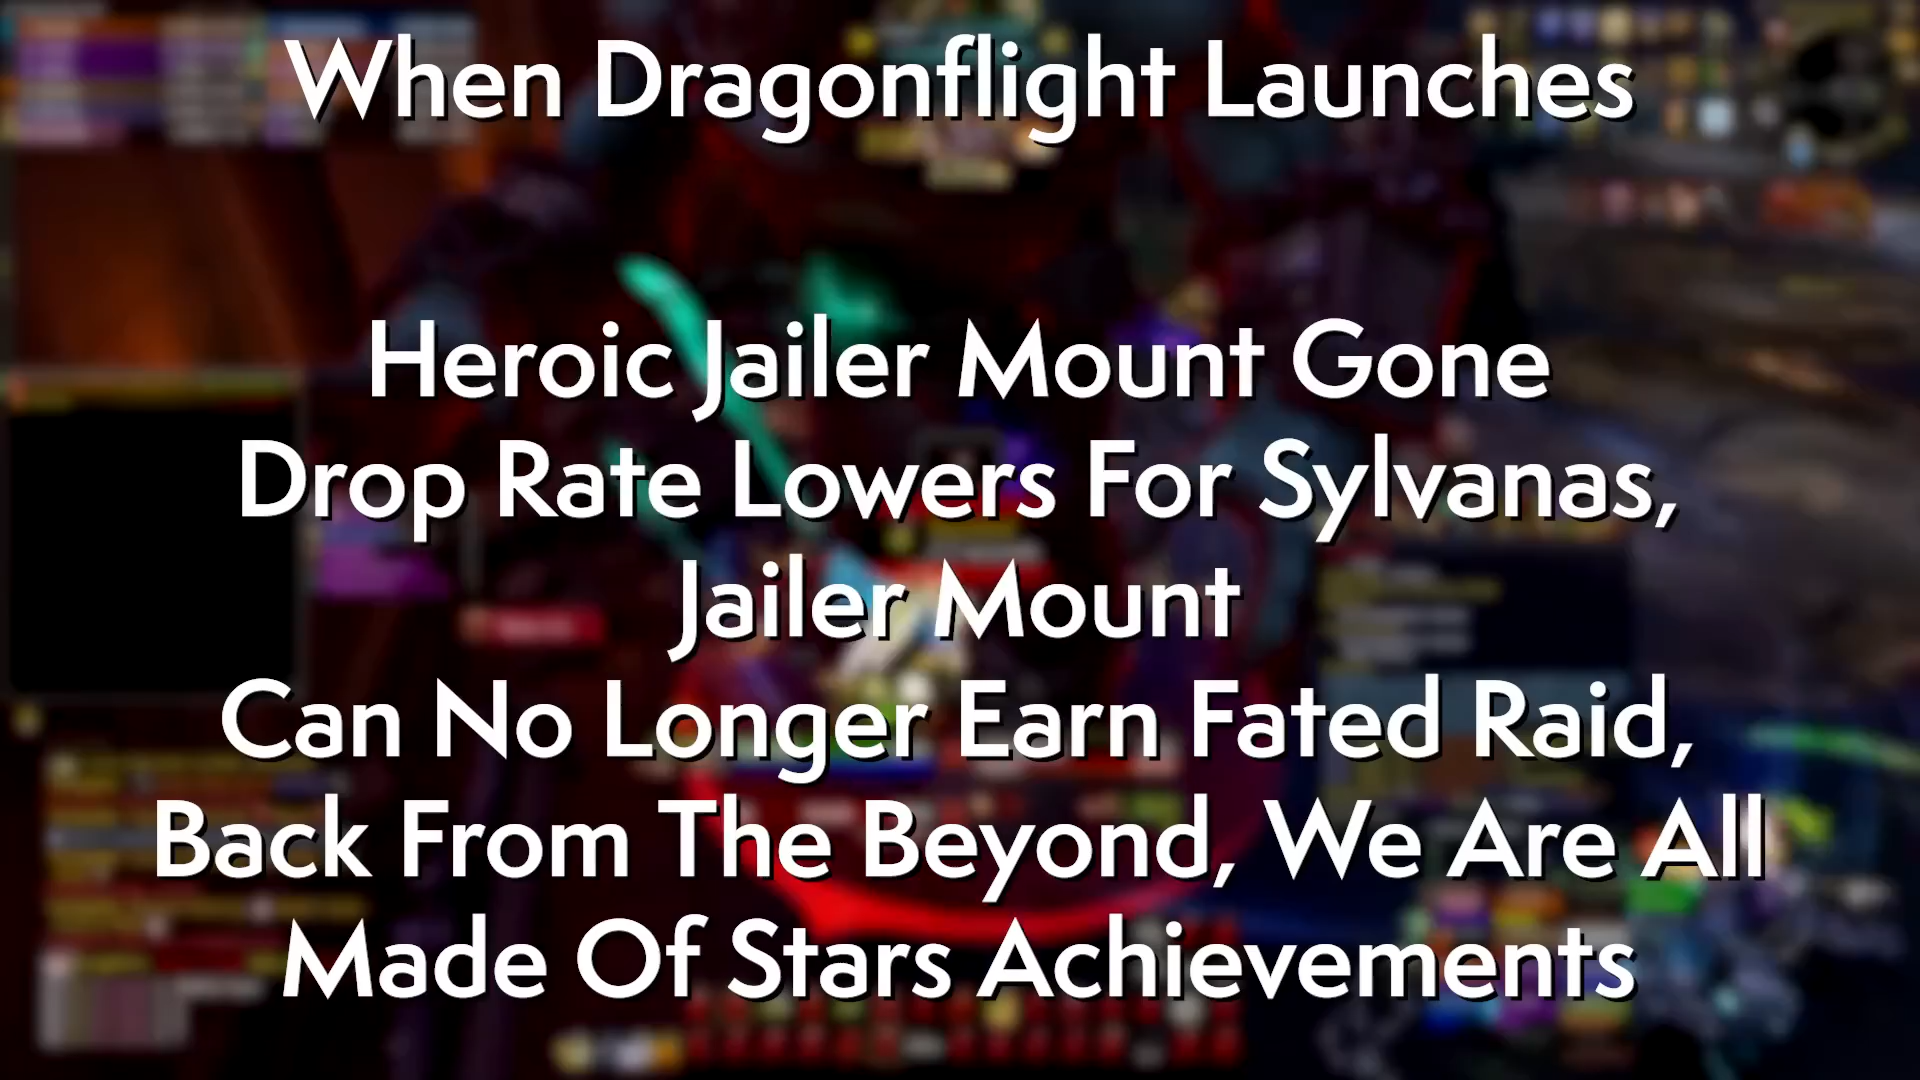 When Dragonflight Launches
Heroic Jailer Mount Gone
Drop Rate Lowers For Sylvanas,
Jailer Mount
Can No Longer Earn Fated Raid,
Back From The Beyond, We Are All
Made Of Stars Achievements